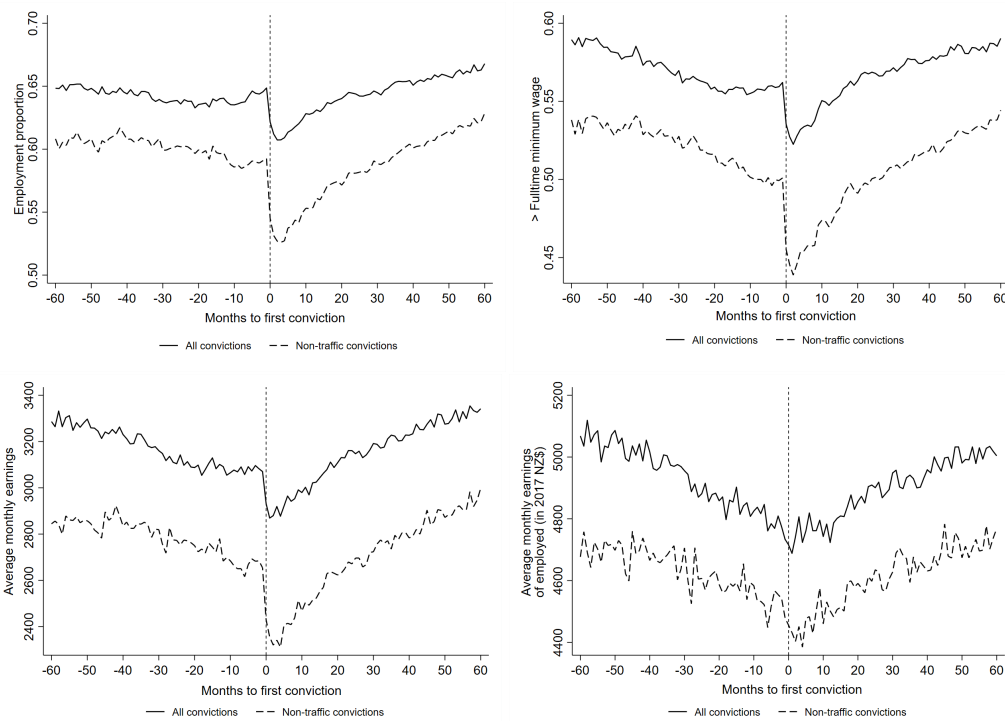 Employment proportion
0.70
0.65
0.60
0.55
0.50
-60 -50 -40 -30 -20 -10 0 10 20 30 40 50 60
Months to first conviction
All convictions Non-traffic convictions
> Fulltime minimum wage
0.60
0.55
0.50
0.45
-60 -50 -40 -30 -20 -10 0 10 20 30 40 50 60
Months to first conviction
All convictions Non-traffic convictions
Average monthly earnings
3400
3200
3000
2800
2600
2400
-60 -50 -40 -30 -20 -10 0 10 20 30 40 50 60
Months to first conviction
All convictions Non-traffic convictions
Average monthly earnings
of employed (in 2017 NZ$)
5200
5000
4800
4600
4400
-60 -50 -40 -30 -20 -10 0 10 20 30 40 50 60
Months to first conviction
All convictions Non-traffic convictions